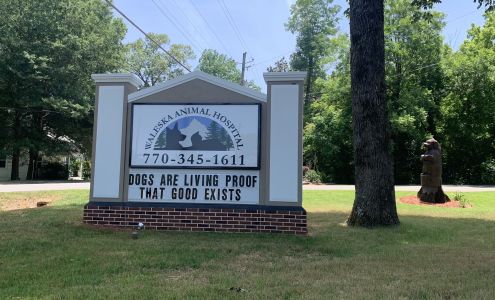 WALESKA ANIMAL HOSPITAL
770-345-1611
DOGS ARE LIVING PROOF
THAT GOOD EXISTS